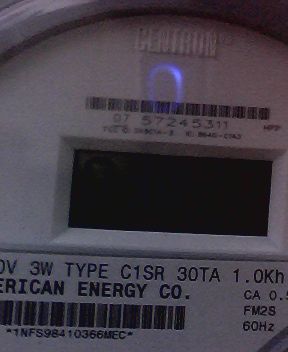 CENTRON
07 57245311
0V 3W TYPE C1SR 30TA 1.0Kh
ERICAN ENERGY CO.
CA 0.5
FM2S
60Hz
*1NFS98410366MEC*